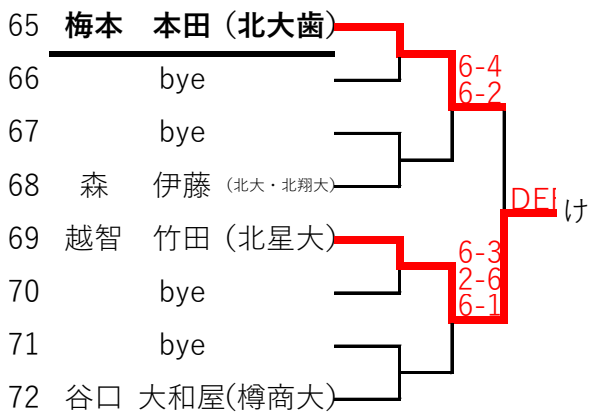 65 梅本 本田 (北大歯)
66 bye
6-4
6-2
67 bye
68 森 伊藤 (北大・北翔大)
DEF
け
69 越智 竹田 (北星大)
6-3
2-6
6-1
70 bye
71 bye
72 谷口 大和屋(樽商大)